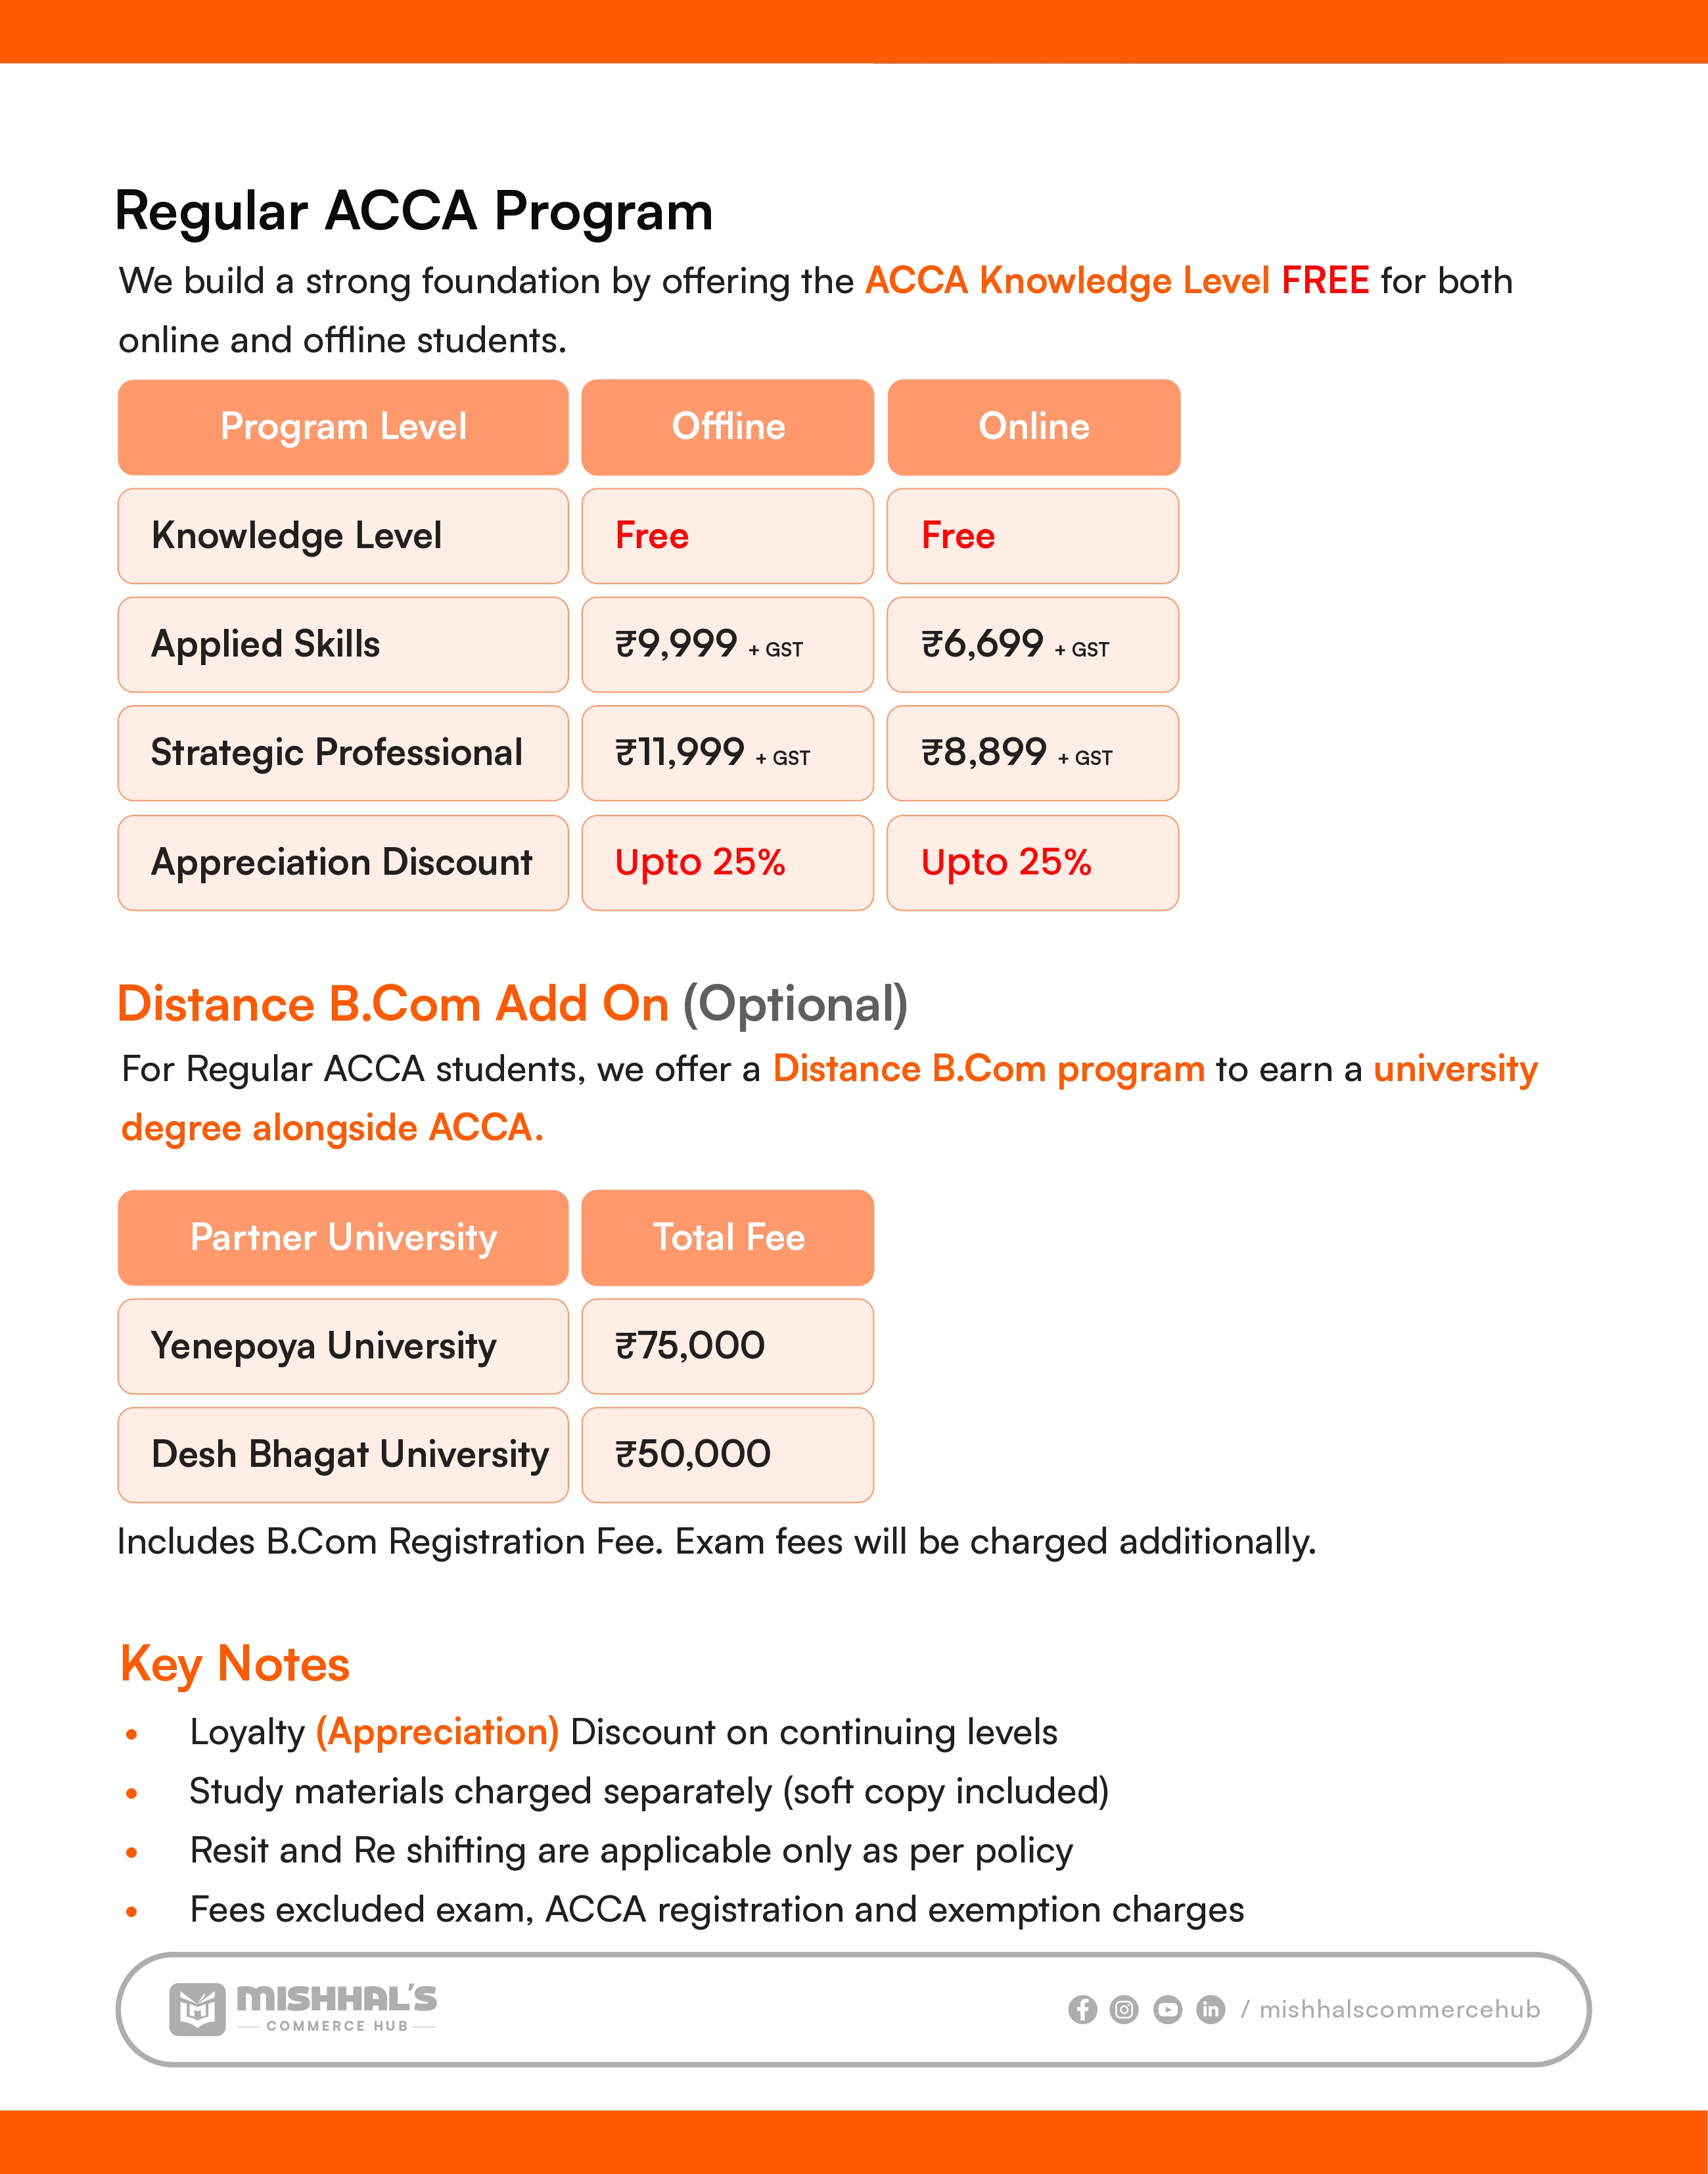 Regular ACCA Program
We build a strong foundation by offering the ACCA Knowledge Level FREE for both
online and offline students.
Program Level Offline Online
Knowledge Level Free Free
Applied Skills ₹9,999 + GST ₹6,699 + GST
Strategic Professional ₹11,999 + GST ₹8,899 + GST
Appreciation Discount Upto 25% Upto 25%
Distance B.Com Add On (Optional)
For Regular ACCA students, we offer a Distance B.Com program to earn a university
degree alongside ACCA.
Partner University Total Fee
Yenepoya University ₹75,000
Desh Bhagat University ₹50,000
Includes B.Com Registration Fee. Exam fees will be charged additionally.
Key Notes
• Loyalty (Appreciation) Discount on continuing levels
• Study materials charged separately (soft copy included)
• Resit and Re shifting are applicable only as per policy
• Fees excluded exam, ACCA registration and exemption charges
MISHHAL'S
COMMERCE HUB
/ mishhalscommercehub